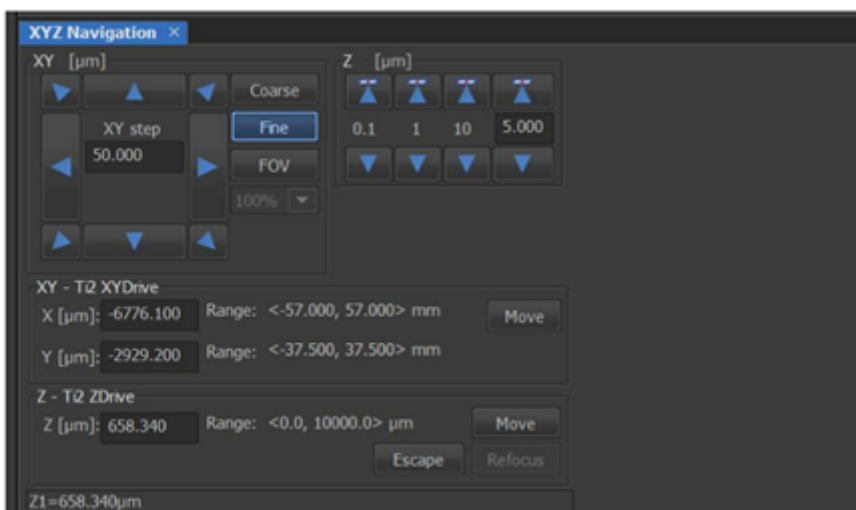 XYZ Navigation ×
XY [µm]
Z [µm]
Coarse
XY step
Fine
0.1 1 10 5.000
50.000
FOV
100%
XY - Ti2 XYDrive
X [µm]: -6776.100 Range: <-57.000, 57.000> mm Move
Y [µm]: -2929.200 Range: <-37.500, 37.500> mm
Z - Ti2 ZDrive
Z [µm]: 658.340 Range: <0.0, 10000.0> µm Move
Escape Refocus
Z1=658.340µm